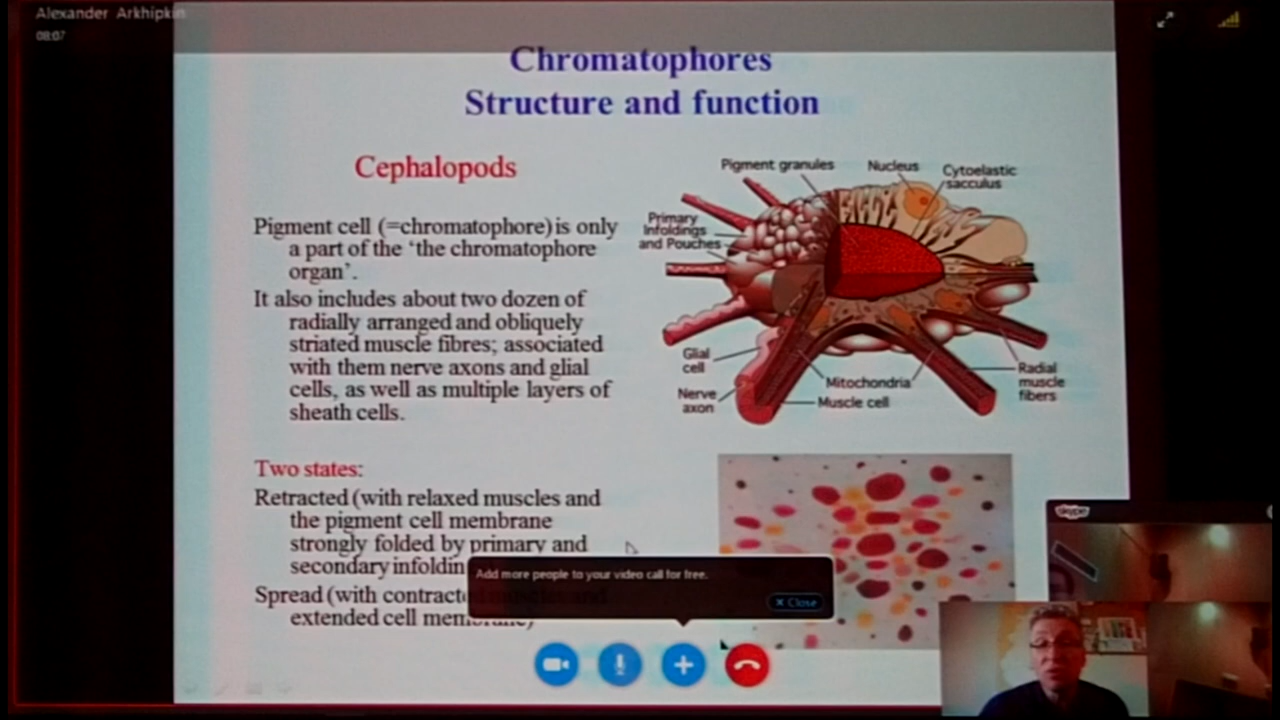 Alexander Arkhipkin
08:07
Chromatophores
Structure and function
Cephalopods
Pigment cell (=chromatophore) is only
a part of the ‘the chromatophore
organ’.
It also includes about two dozen of
radially arranged and obliquely
striated muscle fibres; associated
with them nerve axons and glial
cells, as well as multiple layers of
sheath cells.
Two states:
Retracted (with relaxed muscles and
the pigment cell membrane
strongly folded by primary and
secondary
Spread (with
extended cell
Pigment granules
Nucleus
Cytoelastic
sacculus
Primary
Infoldings
and Pouches
Glial
cell
Nerve
axon
Mitochondria
Muscle cell
Radial
muscle
fibers
Add more people to your video call for free.
Close
skype